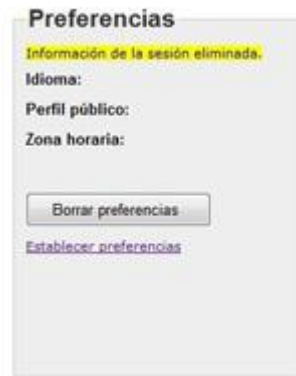 Preferencias
Información de la sesión eliminada.
Idioma:
Perfil público:
Zona horaria:
Borrar preferencias
Establecer preferencias